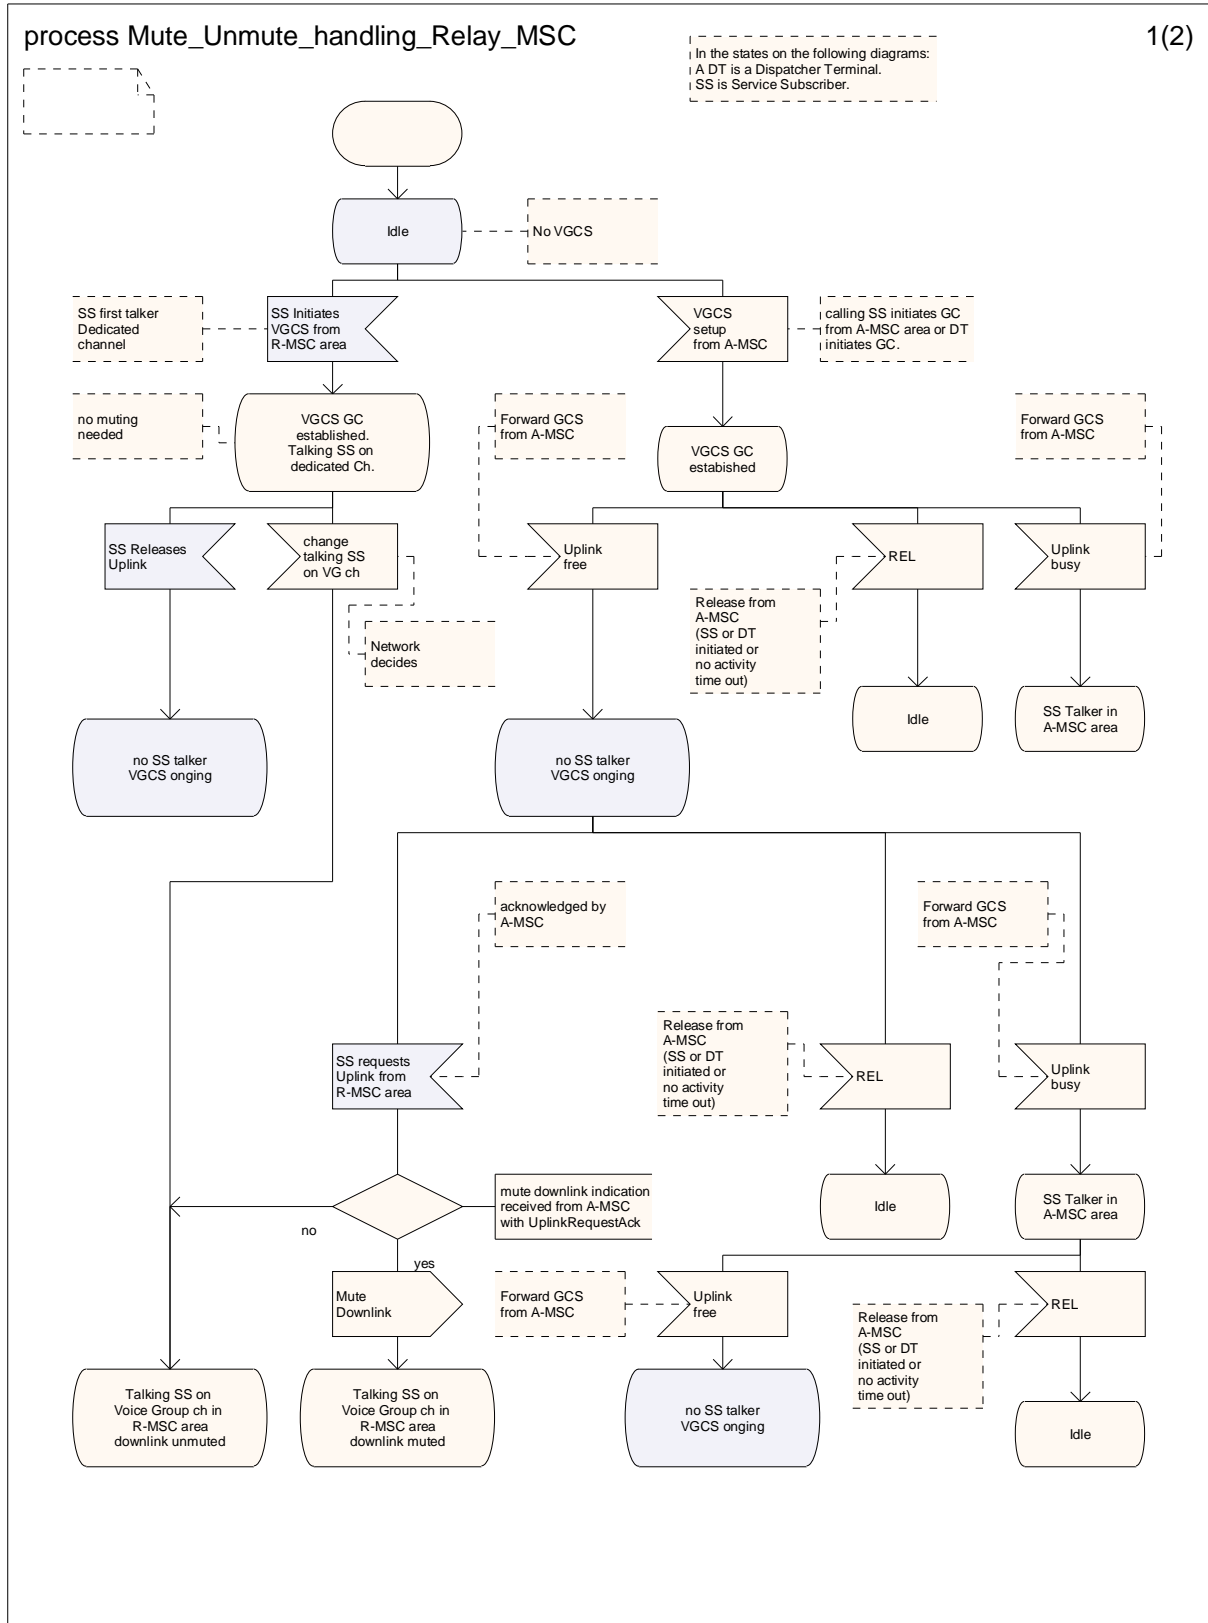 process Mute_Unmute_handling_Relay_MSC
1(2)
In the states on the following diagrams:
A DT is a Dispatcher Terminal.
SS is Service Subscriber.
Idle
No VGCS
SS first talker
Dedicated
channel
SS Initiates
VGCS from
R-MSC area
VGCS
setup
from A-MSC
calling SS initiates GC
from A-MSC area or DT
initiates GC.
no muting
needed
VGCS GC
established.
Talking SS on
dedicated Ch.
Forward GCS
from A-MSC
VGCS GC
estabished
Forward GCS
from A-MSC
SS Releases
Uplink
change
talking SS
on VG ch
Uplink
free
REL
Uplink
busy
Network
decides
Release from
A-MSC
(SS or DT
initiated or
no activity
time out)
no SS talker
VGCS onging
no SS talker
VGCS onging
Idle
SS Talker in
A-MSC area
acknowledged by
A-MSC
Forward GCS
from A-MSC
SS requests
Uplink from
R-MSC area
Release from
A-MSC
(SS or DT
initiated or
no activity
time out)
REL
Uplink
busy
mute downlink indication
received from A-MSC
with UplinkRequestAck
no
yes
Idle
SS Talker in
A-MSC area
Mute
Downlink
Forward GCS
from A-MSC
Uplink
free
Release from
A-MSC
(SS or DT
initiated or
no activity
time out)
REL
Talking SS on
Voice Group ch in
R-MSC area
downlink unmuted
Talking SS on
Voice Group ch in
R-MSC area
downlink muted
no SS talker
VGCS onging
Idle